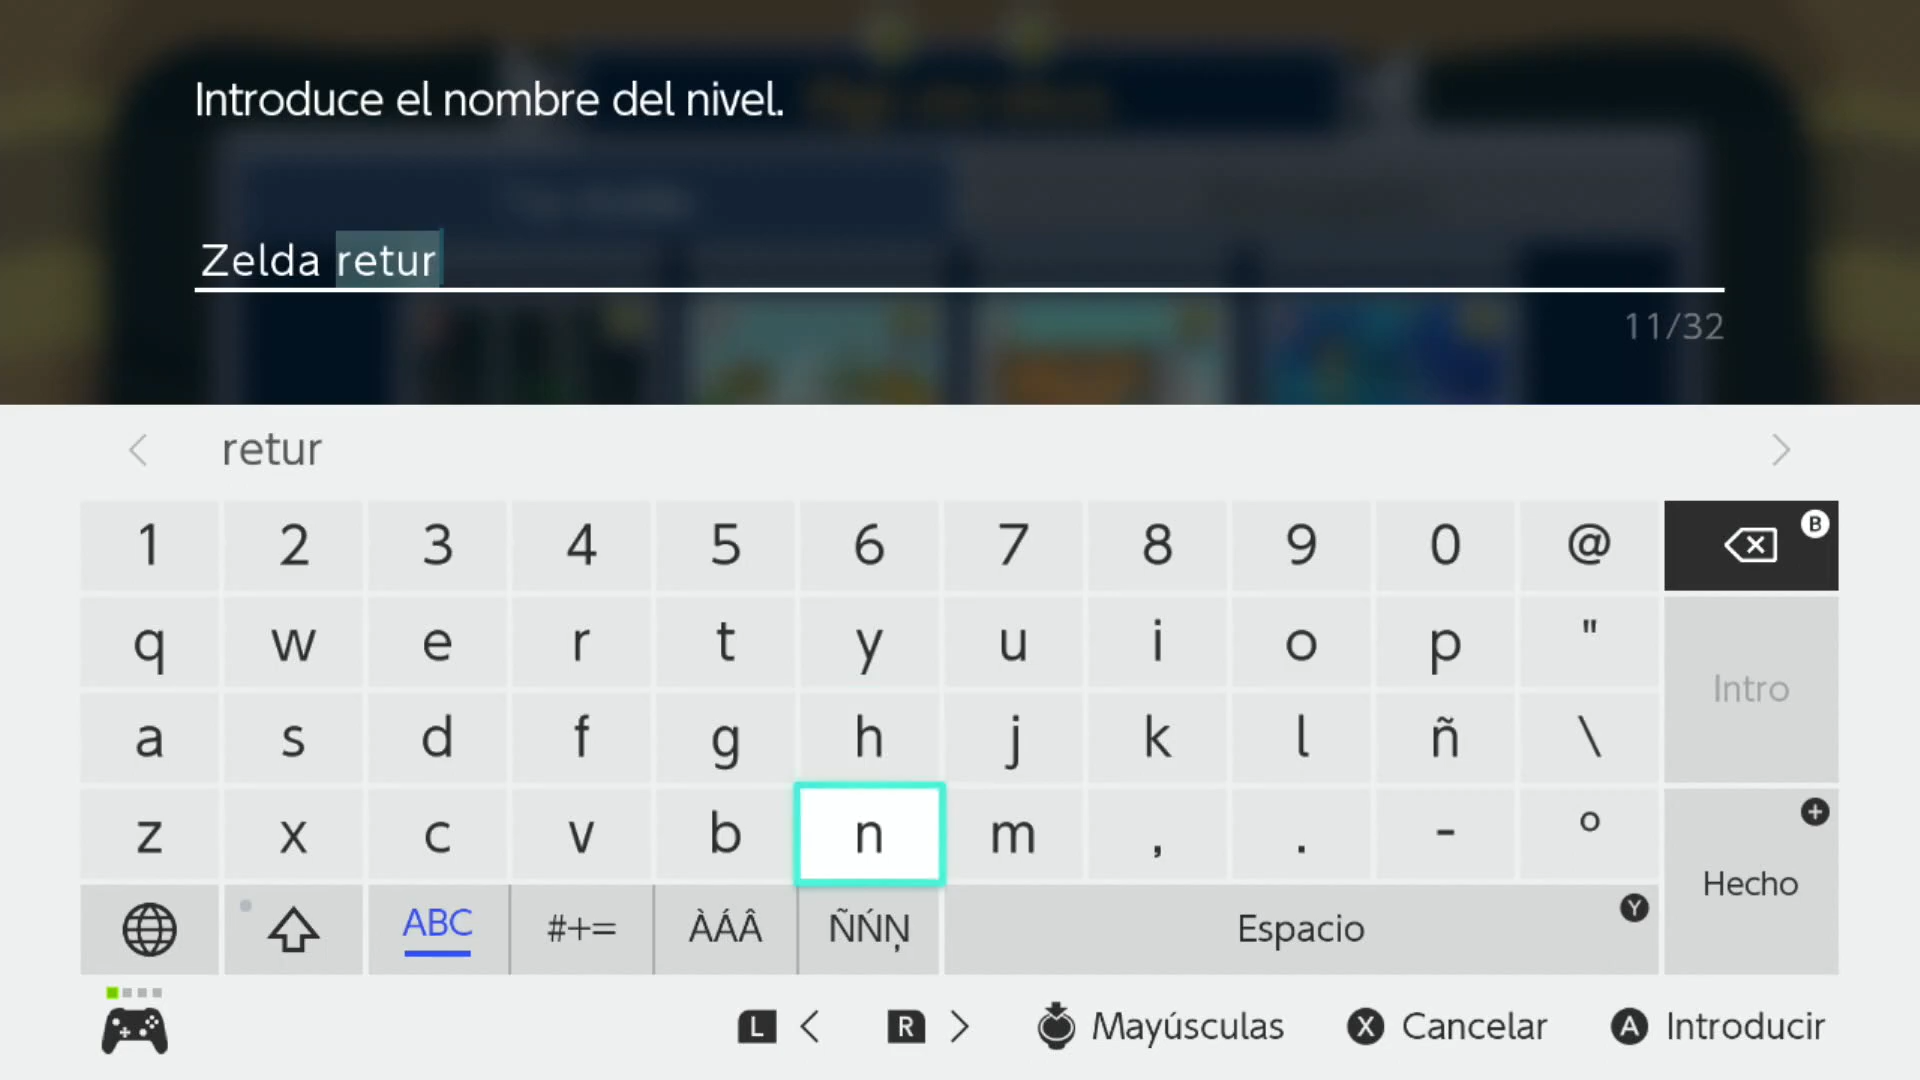 Introduce el nombre del nivel.
Zelda retur
11/32
< retur >
1 2 3 4 5 6 7 8 9 0 @ B
q w e r t y u i o p " Intro
a s d f g h j k l ñ \
z x c v b n m , . - º + Hecho
ABC #+= ÀÁÂ ÑŃŅ Espacio Y
L < R > Mayúsculas X Cancelar A Introducir